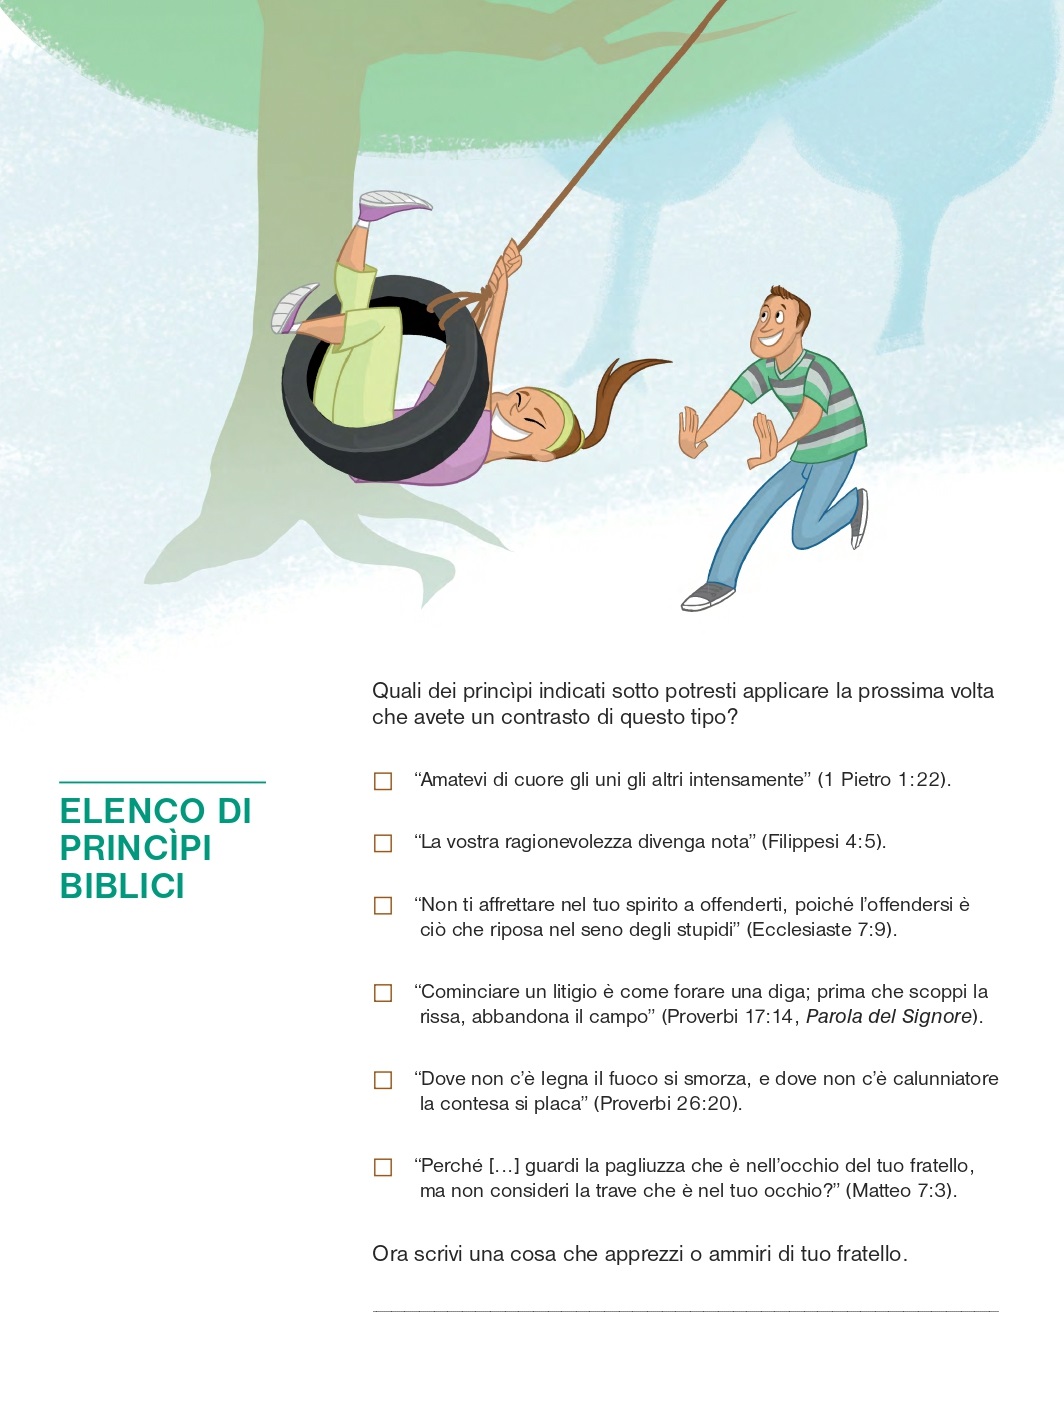 Quali dei princìpi indicati sotto potresti applicare la prossima volta
che avete un contrasto di questo tipo?
ELENCO DI
PRINCÌPI
BIBLICI
“Amatevi di cuore gli uni gli altri intensamente” (1 Pietro 1:22).
“La vostra ragionevolezza divenga nota” (Filippesi 4:5).
“Non ti affrettare nel tuo spirito a offenderti, poiché l’offendersi è
ciò che riposa nel seno degli stupidi” (Ecclesiaste 7:9).
“Cominciare un litigio è come forare una diga; prima che scoppi la
rissa, abbandona il campo” (Proverbi 17:14, Parola del Signore).
“Dove non c’è legna il fuoco si smorza, e dove non c’è calunniatore
la contesa si placa” (Proverbi 26:20).
“Perché [...] guardi la pagliuzza che è nell’occhio del tuo fratello,
ma non consideri la trave che è nel tuo occhio?” (Matteo 7:3).
Ora scrivi una cosa che apprezzi o ammiri di tuo fratello.